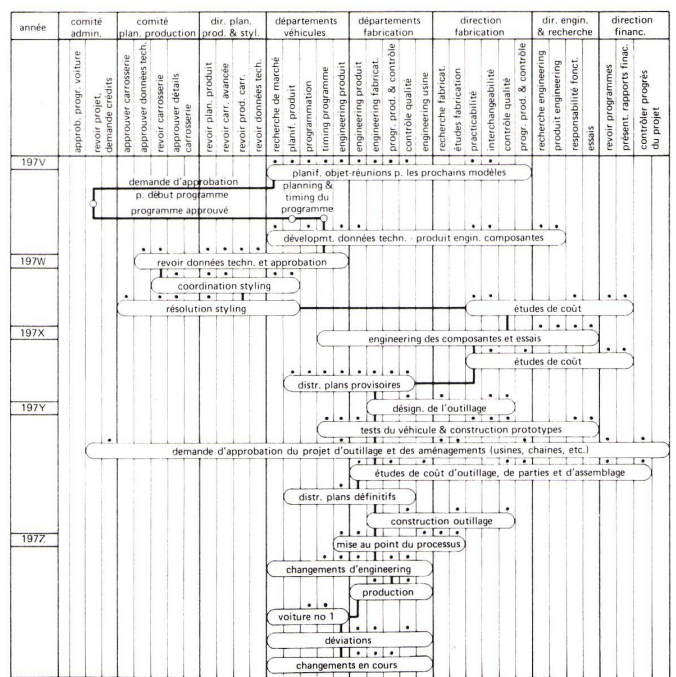 année
comité admin.
comité plan. production
dir. plan. prod. & styl.
départements véhicules
départements fabrication
direction fabrication
dir. engin. & recherche
direction financ.
approb. progr. voiture
revoir projet,
demande crédits
approuver carrosserie
approuver données tech.
revoir carrosserie
approuver détails
carrosserie
revoir plan. produit
revoir carr. avancée
revoir prod. carr.
revoir données tech.
recherche de marché
planif. produit
programmation
timing programme
engineering produit
engineering produit
engineering fabricat.
progr. prod. & contrôle
contrôle qualité
engineering usine
recherche fabricat.
études fabrication
practicabilité
interchangeabilité
contrôle qualité
progr. prod. & contrôle
recherche engineering
produit engineering
responsabilité fonct.
essais
revoir programmes
présent. rapports finac.
contrôler progrès
du projet
197V
planif. objet-réunions p. les prochains modèles
demande d'approbation
p. début programme
planning &
timing du
programme
programme approuvé
développmt. données techn. - produit engin. composantes
197W
revoir données techn. et approbation
coordination styling
résolution styling
études de coût
197X
engineering des composantes et essais
études de coût
distr. plans provisoires
197Y
désign. de l'outillage
tests du véhicule & construction prototypes
demande d'approbation du projet d'outillage et des aménagements (usines, chaines, etc.)
études de coût d'outillage, de parties et d'assemblage
distr. plans définitifs
construction outillage
197Z
mise au point du processus
changements d'engineering
production
voiture no 1
déviations
changements en cours